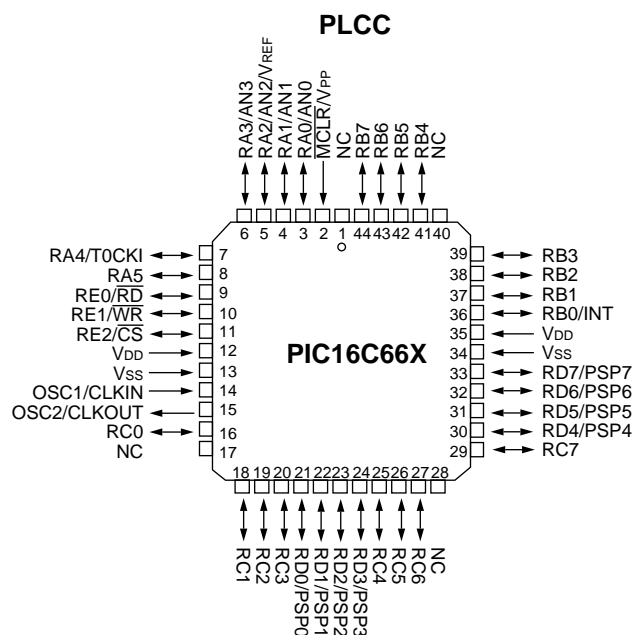 PLCC
RA3/AN3
RA2/AN2/VREF
RA1/AN1
RA0/AN0
MCLR/VPP
NC
RB7
RB6
RB5
RB4
NC
6 5 4 3 2 1 44 43 42 41 40
RA4/T0CKI 7
RA5 8
RE0/RD 9
RE1/WR 10
RE2/CS 11
VDD 12
VSS 13
OSC1/CLKIN 14
OSC2/CLKOUT 15
RC0 16
NC 17
PIC16C66X
39 RB3
38 RB2
37 RB1
36 RB0/INT
35 VDD
34 VSS
33 RD7/PSP7
32 RD6/PSP6
31 RD5/PSP5
30 RD4/PSP4
29 RC7
18 19 20 21 22 23 24 25 26 27 28
RC1
RC2
RC3
RD0/PSP0
RD1/PSP1
RD2/PSP2
RD3/PSP3
RC4
RC5
RC6
NC